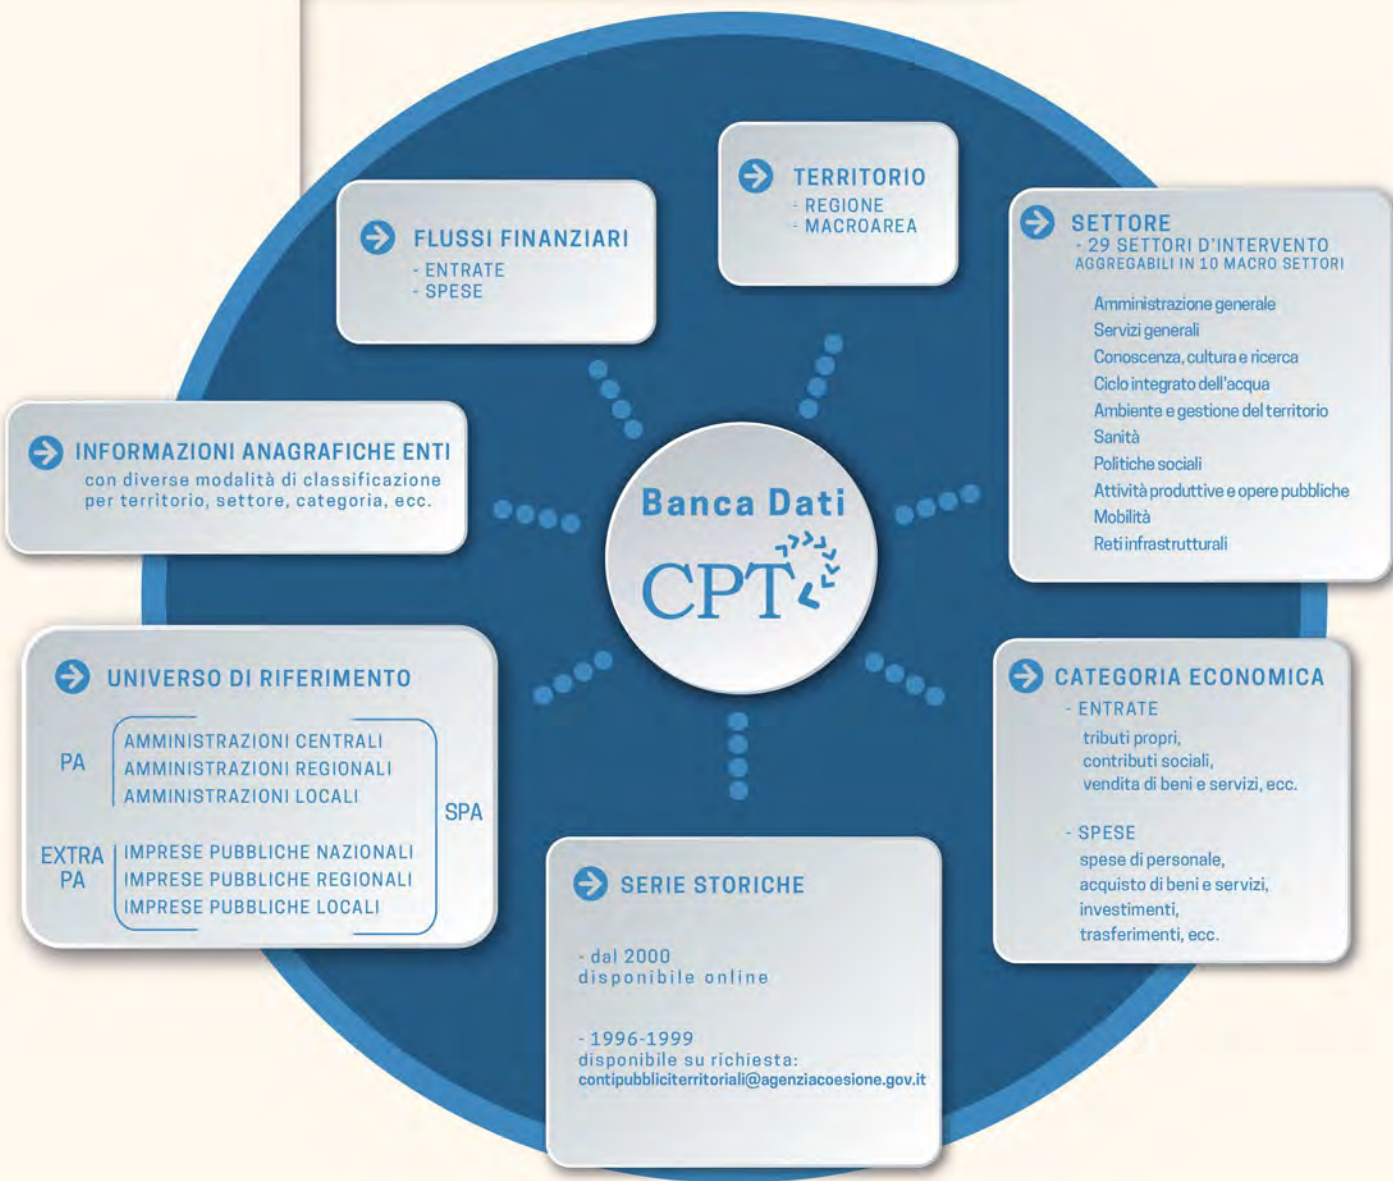 TERRITORIO
- REGIONE
- MACROAREA
FLUSSI FINANZIARI
- ENTRATE
- SPESE
SETTORE
- 29 SETTORI D'INTERVENTO
AGGREGABILI IN 10 MACRO SETTORI
Amministrazione generale
Servizi generali
Conoscenza, cultura e ricerca
Ciclo integrato dell'acqua
Ambiente e gestione del territorio
Sanità
Politiche sociali
Attività produttive e opere pubbliche
Mobilità
Reti infrastrutturali
INFORMAZIONI ANAGRAFICHE ENTI
con diverse modalità di classificazione
per territorio, settore, categoria, ecc.
Banca Dati
CPT
UNIVERSO DI RIFERIMENTO
PA
AMMINISTRAZIONI CENTRALI
AMMINISTRAZIONI REGIONALI
AMMINISTRAZIONI LOCALI
SPA
EXTRA
PA
IMPRESE PUBBLICHE NAZIONALI
IMPRESE PUBBLICHE REGIONALI
IMPRESE PUBBLICHE LOCALI
CATEGORIA ECONOMICA
- ENTRATE
tributi propri,
contributi sociali,
vendita di beni e servizi, ecc.
- SPESE
spese di personale,
acquisto di beni e servizi,
investimenti,
trasferimenti, ecc.
SERIE STORICHE
- dal 2000
disponibile online
- 1996-1999
disponibile su richiesta:
contipubbliciterritoriali@agenziacoesione.gov.it